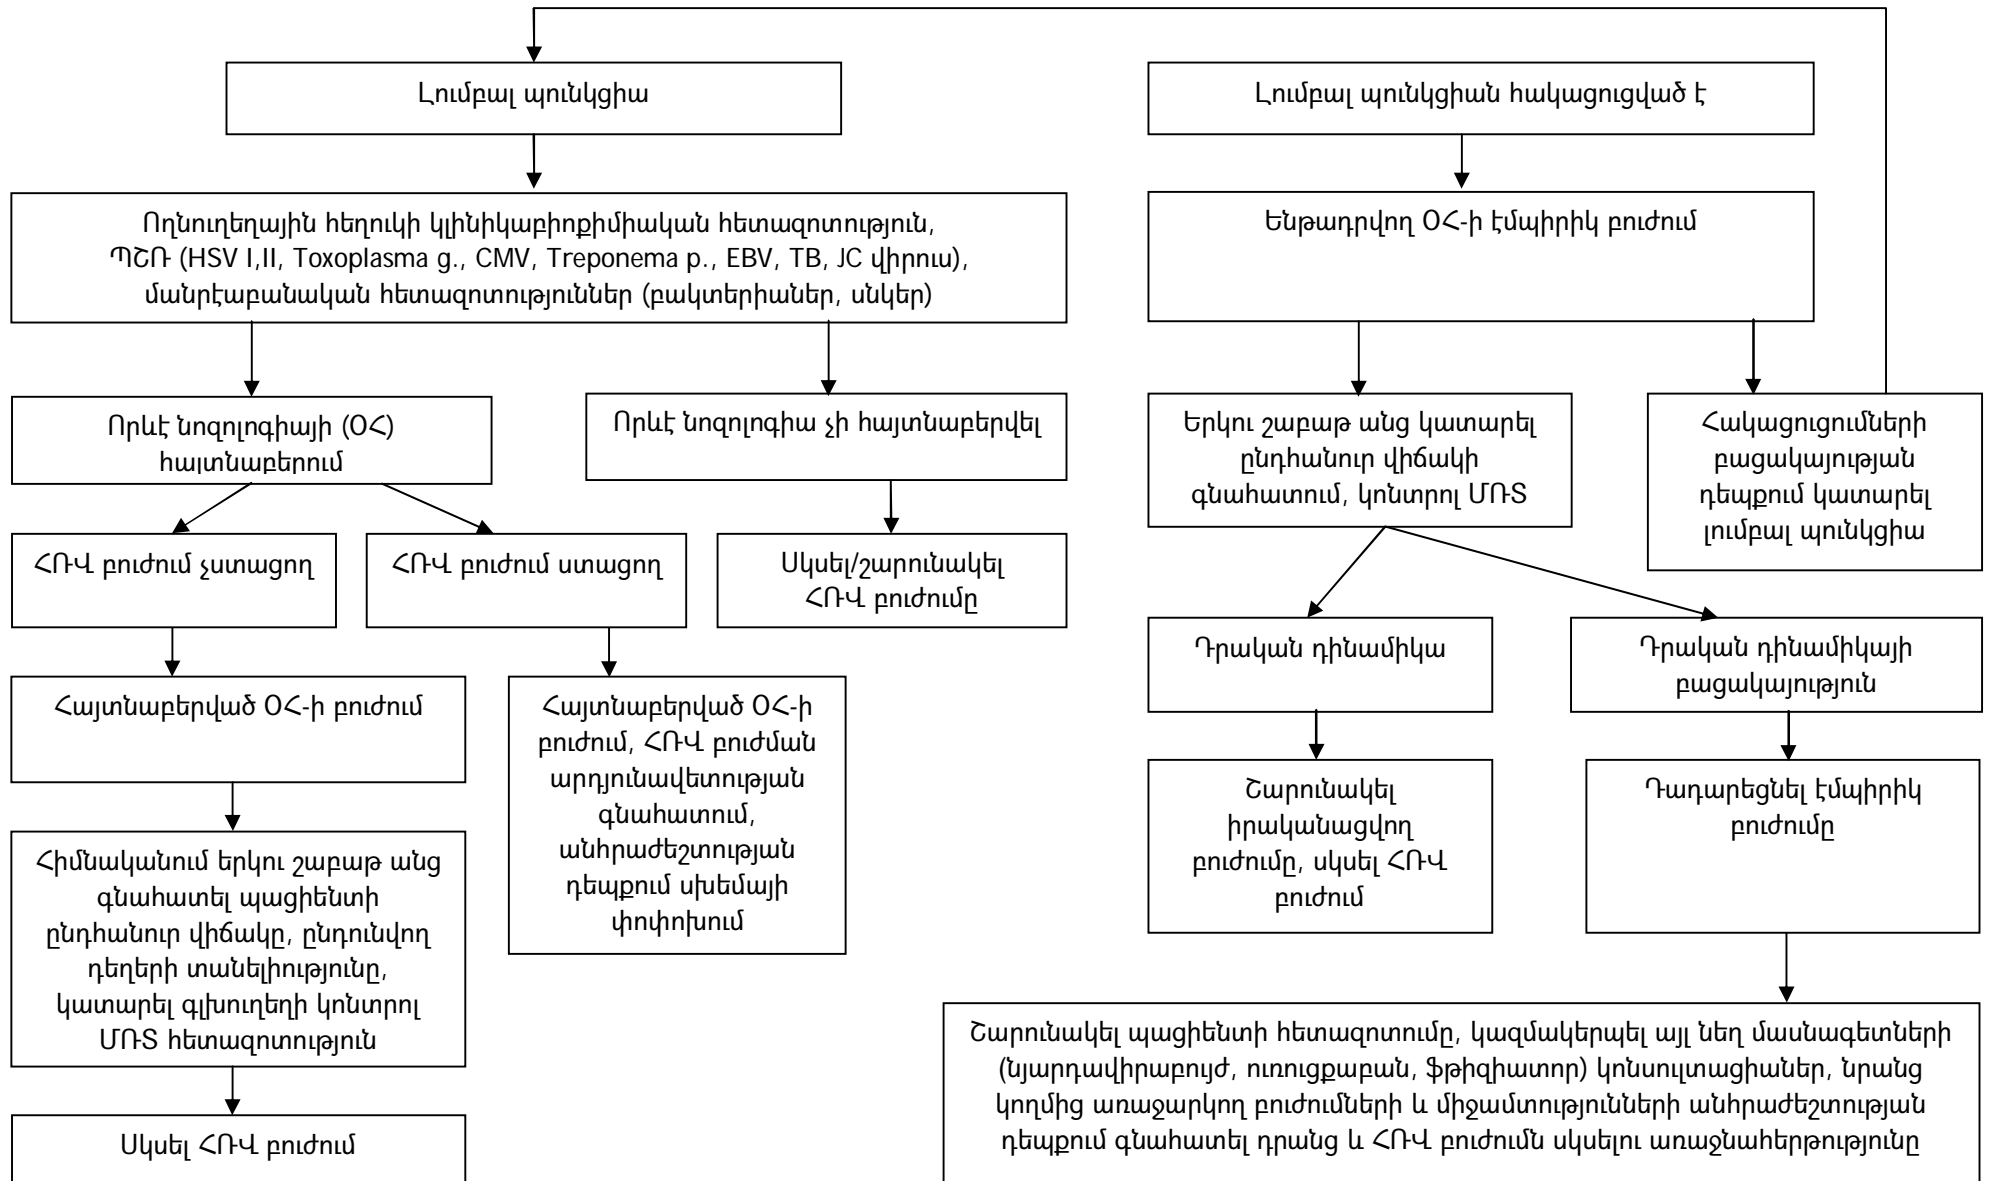 Լումբալ պունկցիա
Լումբալ պունկցիան հակացուցված է
Ողնուղեղային հեղուկի կլինիկաբիոքիմիական հետազոտություն,
ՊՇՌ (HSV I,II, Toxoplasma g., CMV, Treponema p., EBV, TB, JC վիրուս),
մանրէաբանական հետազոտություններ (բակտերիաներ, սնկեր)
Ենթադրվող ՕՀ-ի էմպիրիկ բուժում
Որևէ նոզոլոգիայի (ՕՀ)
հայտնաբերում
Որևէ նոզոլոգիա չի հայտնաբերվել
Երկու շաբաթ անց կատարել
ընդհանուր վիճակի
գնահատում, կոնտրոլ ՄՌՏ
Հակացուցումների
բացակայության
դեպքում կատարել
լումբալ պունկցիա
ՀՌՎ բուժում չստացող
ՀՌՎ բուժում ստացող
Սկսել/շարունակել
ՀՌՎ բուժումը
Դրական դինամիկա
Դրական դինամիկայի
բացակայություն
Հայտնաբերված ՕՀ-ի բուժում
Հայտնաբերված ՕՀ-ի
բուժում, ՀՌՎ բուժման
արդյունավետության
գնահատում,
անհրաժեշտության
դեպքում սխեմայի
փոփոխում
Շարունակել
իրականացվող
բուժումը, սկսել ՀՌՎ
բուժում
Դադարեցնել էմպիրիկ
բուժումը
Հիմնականում երկու շաբաթ անց
գնահատել պացիենտի
ընդհանուր վիճակը, ընդունվող
դեղերի տանելիությունը,
կատարել գլխուղեղի կոնտրոլ
ՄՌՏ հետազոտություն
Սկսել ՀՌՎ բուժում
Շարունակել պացիենտի հետազոտումը, կազմակերպել այլ նեղ մասնագետների
(նյարդավիրաբույժ, ուռուցքաբան, ֆթիզիատոր) կոնսուլտացիաներ, նրանց
կողմից առաջարկող բուժումների և միջամտությունների անհրաժեշտության
դեպքում գնահատել դրանց և ՀՌՎ բուժումն սկսելու առաջնահերթությունը